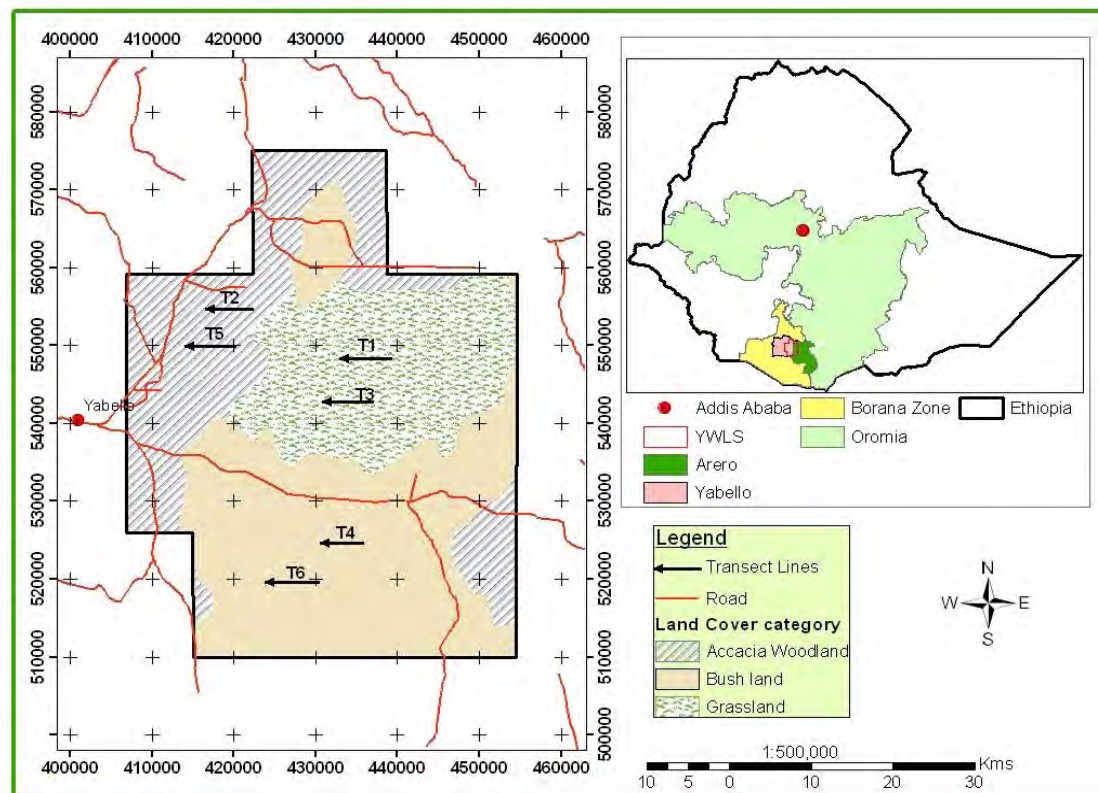 400000 410000 420000 430000 440000 450000 460000
580000 580000
570000 570000
560000 560000
550000 550000
540000 540000
530000 530000
520000 520000
510000 510000
500000 500000
T2
T5
T1
T3
Yabello
T4
T6
400000 410000 420000 430000 440000 450000 460000
Addis Ababa Borana Zone Ethiopia
YWLS Oromia
Arero
Yabello
Legend
Transect Lines
Road
Land Cover category
Accacia Woodland
Bush land
Grassland
N
W E
S
1:500,000
Kms
10 5 0 10 20 30